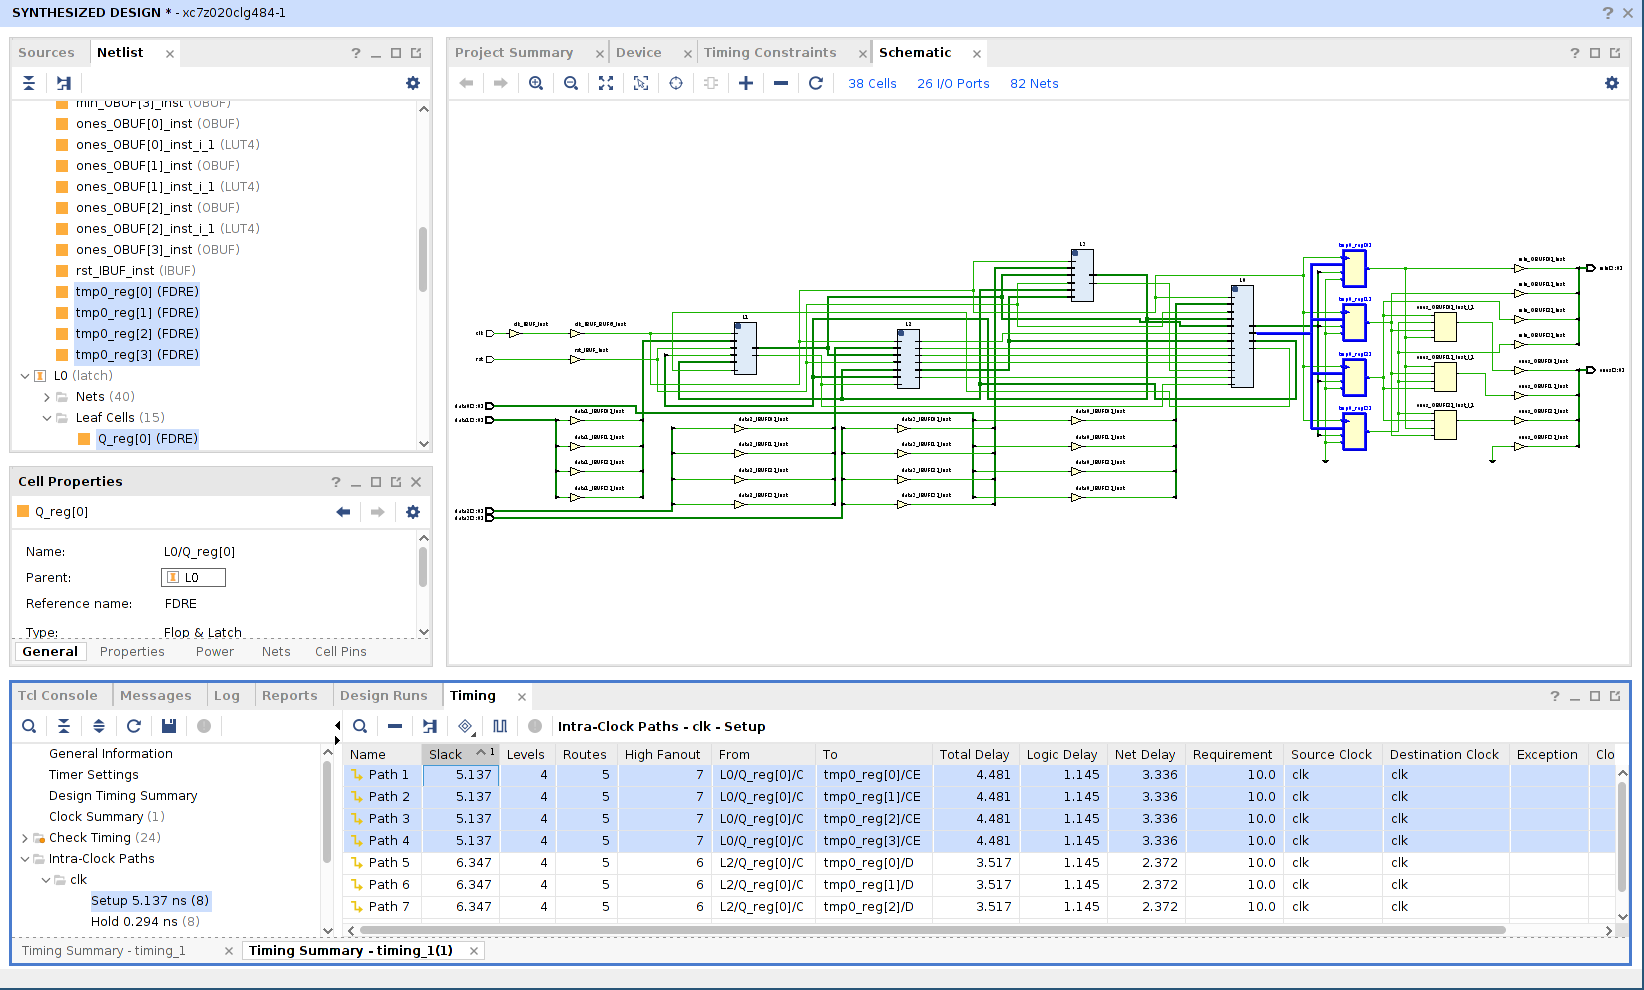 SYNTHESIZED DESIGN * - xc7z020clg484-1
Sources
Netlist
min_OBUF[3]_inst (OBUF)
ones_OBUF[0]_inst (OBUF)
ones_OBUF[0]_inst_i_1 (LUT4)
ones_OBUF[1]_inst (OBUF)
ones_OBUF[1]_inst_i_1 (LUT4)
ones_OBUF[2]_inst (OBUF)
ones_OBUF[2]_inst_i_1 (LUT4)
ones_OBUF[3]_inst (OBUF)
rst_IBUF_inst (IBUF)
tmp0_reg[0] (FDRE)
tmp0_reg[1] (FDRE)
tmp0_reg[2] (FDRE)
tmp0_reg[3] (FDRE)
L0 (latch)
Nets (40)
Leaf Cells (15)
Q_reg[0] (FDRE)
Cell Properties
Q_reg[0]
Name: L0/Q_reg[0]
Parent: L0
Reference name: FDRE
Type: Flop & Latch
General Properties Power Nets Cell Pins
Project Summary Device Timing Constraints Schematic
38 Cells 26 I/O Ports 82 Nets
clk
clk_IBUF_inst
clk_IBUF_BUFG_inst
rst
rst_IBUF_inst
Tcl Console Messages Log Reports Design Runs Timing
General Information
Timer Settings
Design Timing Summary
Clock Summary (1)
Check Timing (24)
Intra-Clock Paths
clk
Setup 5.137 ns (8)
Hold 0.294 ns (8)
Intra-Clock Paths - clk - Setup
Name Slack 1 Levels Routes High Fanout From To Total Delay Logic Delay Net Delay Requirement Source Clock Destination Clock Exception Clo
Path 1 5.137 4 5 7 L0/Q_reg[0]/C tmp0_reg[0]/CE 4.481 1.145 3.336 10.0 clk clk
Path 2 5.137 4 5 7 L0/Q_reg[0]/C tmp0_reg[1]/CE 4.481 1.145 3.336 10.0 clk clk
Path 3 5.137 4 5 7 L0/Q_reg[0]/C tmp0_reg[2]/CE 4.481 1.145 3.336 10.0 clk clk
Path 4 5.137 4 5 7 L0/Q_reg[0]/C tmp0_reg[3]/CE 4.481 1.145 3.336 10.0 clk clk
Path 5 6.347 4 5 6 L2/Q_reg[0]/C tmp0_reg[0]/D 3.517 1.145 2.372 10.0 clk clk
Path 6 6.347 4 5 6 L2/Q_reg[0]/C tmp0_reg[1]/D 3.517 1.145 2.372 10.0 clk clk
Path 7 6.347 4 5 6 L2/Q_reg[0]/C tmp0_reg[2]/D 3.517 1.145 2.372 10.0 clk clk
Timing Summary - timing_1
Timing Summary - timing_1(1)